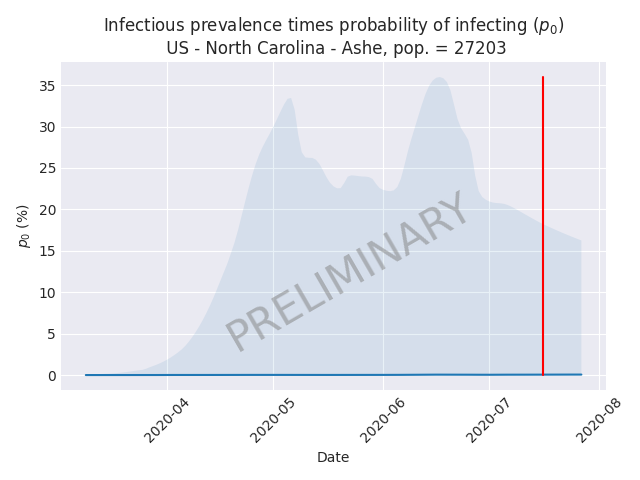 Infectious prevalence times probability of infecting (p₀)
US - North Carolina - Ashe, pop. = 27203
35
30
25
20
15
10
5
0
p₀ (%)
PRELIMINARY
2020-04
2020-05
2020-06
2020-07
2020-08
Date